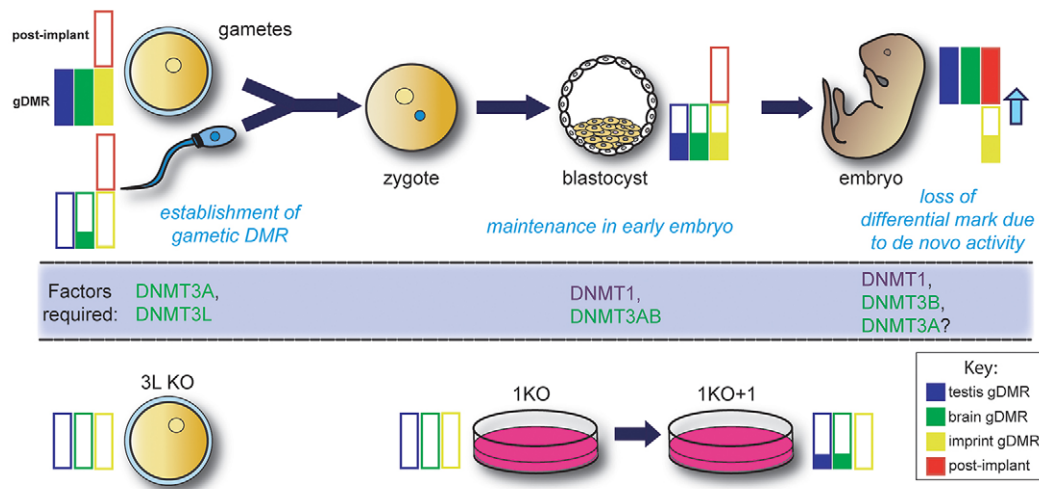 post-implant
gametes
gDMR
zygote
blastocyst
embryo
establishment of
gametic DMR
maintenance in early embryo
loss of
differential mark due
to de novo activity
Factors
required:
DNMT3A,
DNMT3L
DNMT1,
DNMT3AB
DNMT1,
DNMT3B,
DNMT3A?
3L KO
1KO
1KO+1
Key:
testis gDMR
brain gDMR
imprint gDMR
post-implant